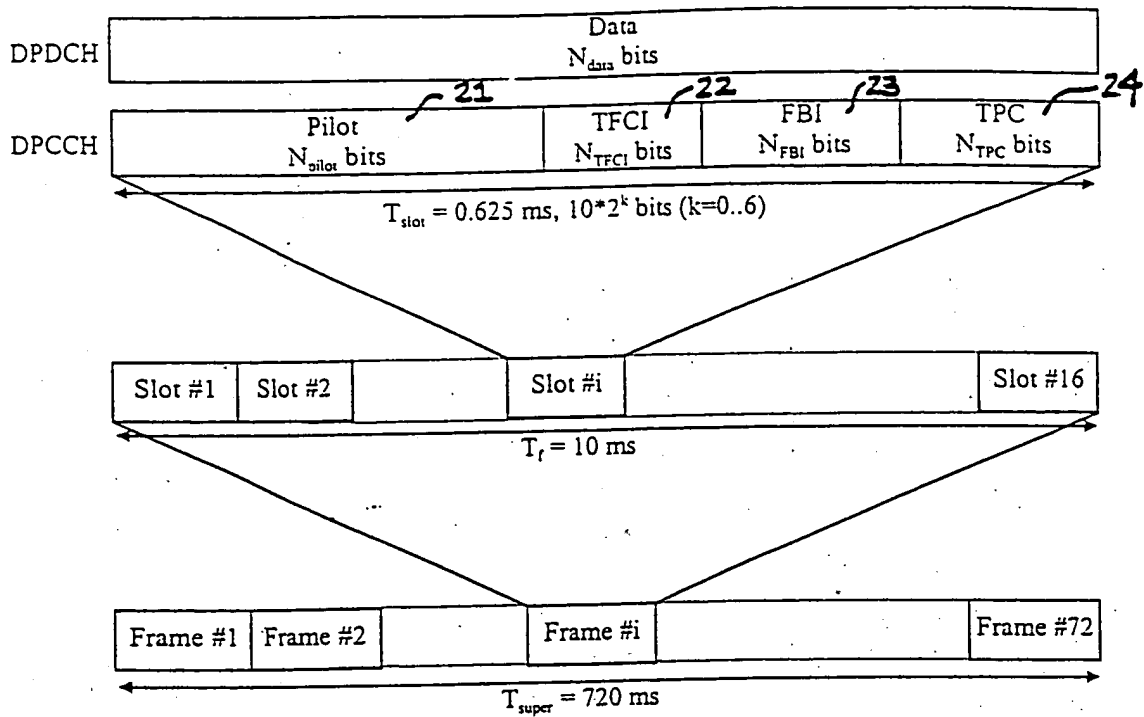 Data
DPDCH
N_data bits
21 22 23 24
Pilot TFCI FBI TPC
DPCCH
N_pilot bits N_TFCI bits N_FBI bits N_TPC bits
T_slot = 0.625 ms, 10*2^k bits (k=0..6)
Slot #1 Slot #2 Slot #i Slot #16
T_f = 10 ms
Frame #1 Frame #2 Frame #i Frame #72
T_super = 720 ms